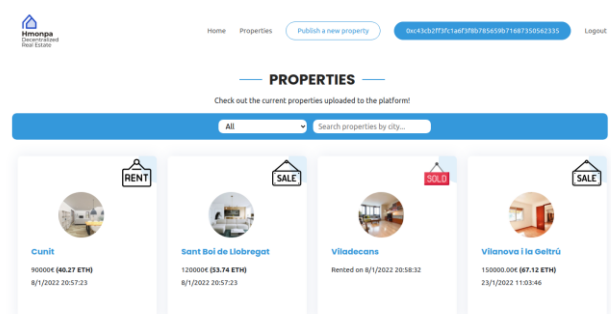 Hmonpa
Decentralized
Real Estate
Home Properties Publish a new property 0xc43cb2ff3fc1a6f3f8b785659b71687350562335 Logout
PROPERTIES
Check out the current properties uploaded to the platform!
All Search properties by city...
RENT SALE SOLD SALE
Cunit Sant Boi de Llobregat Viladecans Vilanova i la Geltrú
90000€ (40.27 ETH) 120000€ (53.74 ETH) Rented on 8/1/2022 20:58:32 150000.00€ (67.12 ETH)
8/1/2022 20:57:23 8/1/2022 20:57:23 23/1/2022 11:03:46